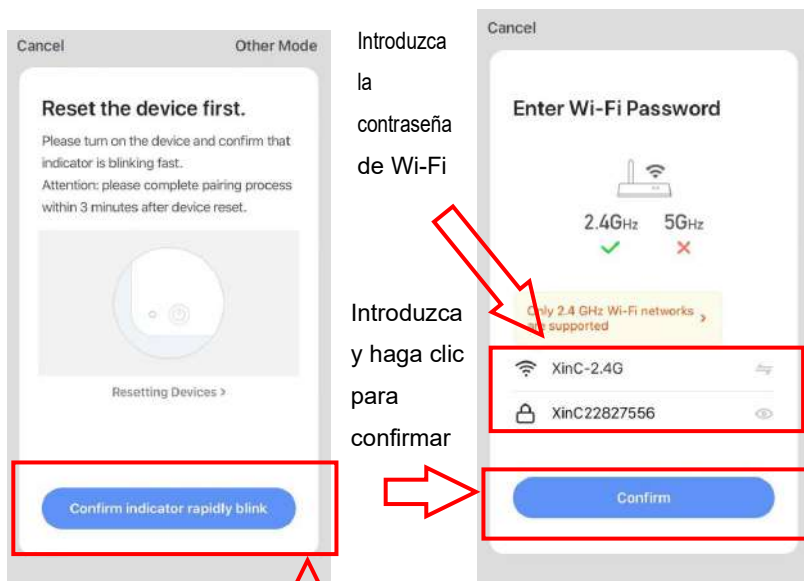 Cancel
Other Mode
Reset the device first.
Please turn on the device and confirm that
indicator is blinking fast.
Attention: please complete pairing process
within 3 minutes after device reset.
Resetting Devices >
Confirm indicator rapidly blink
Introduzca
la
contraseña
de Wi-Fi
Introduzca
y haga clic
para
confirmar
Cancel
Enter Wi-Fi Password
2.4GHz 5GHz
Only 2.4 GHz Wi-Fi networks >
are supported
XinC-2.4G
XinC22827556
Confirm